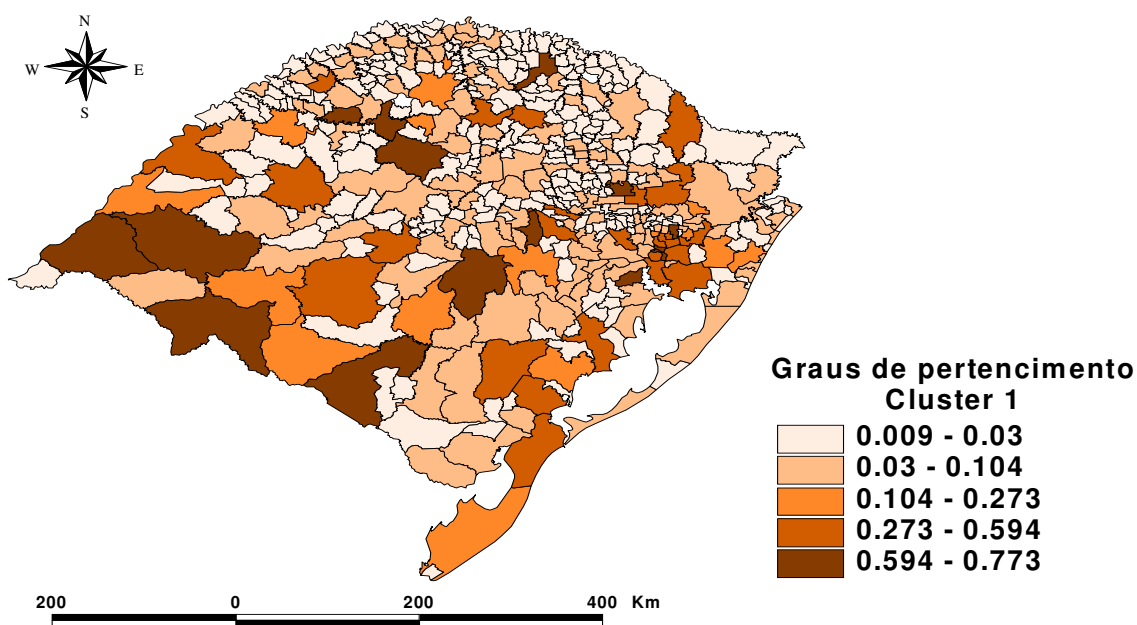 N
W E
S
Graus de pertencimento
Cluster 1
0.009 - 0.03
0.03 - 0.104
0.104 - 0.273
0.273 - 0.594
0.594 - 0.773
200 0 200 400 Km